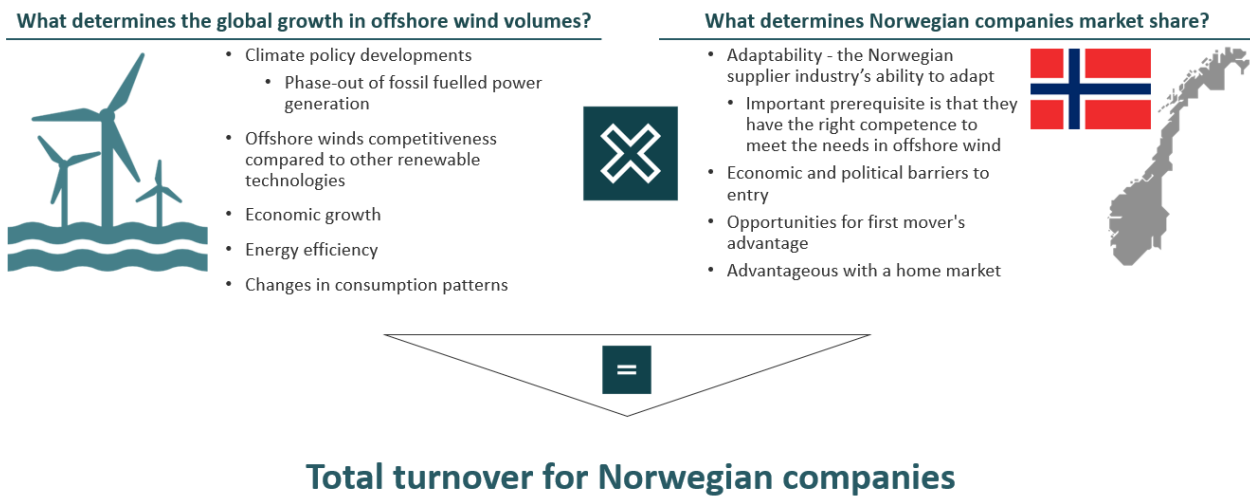 What determines the global growth in offshore wind volumes?
• Climate policy developments
• Phase-out of fossil fuelled power
generation
• Offshore winds competitiveness
compared to other renewable
technologies
• Economic growth
• Energy efficiency
• Changes in consumption patterns
What determines Norwegian companies market share?
• Adaptability - the Norwegian
supplier industry’s ability to adapt
• Important prerequisite is that they
have the right competence to
meet the needs in offshore wind
• Economic and political barriers to
entry
• Opportunities for first mover's
advantage
• Advantageous with a home market
=
Total turnover for Norwegian companies